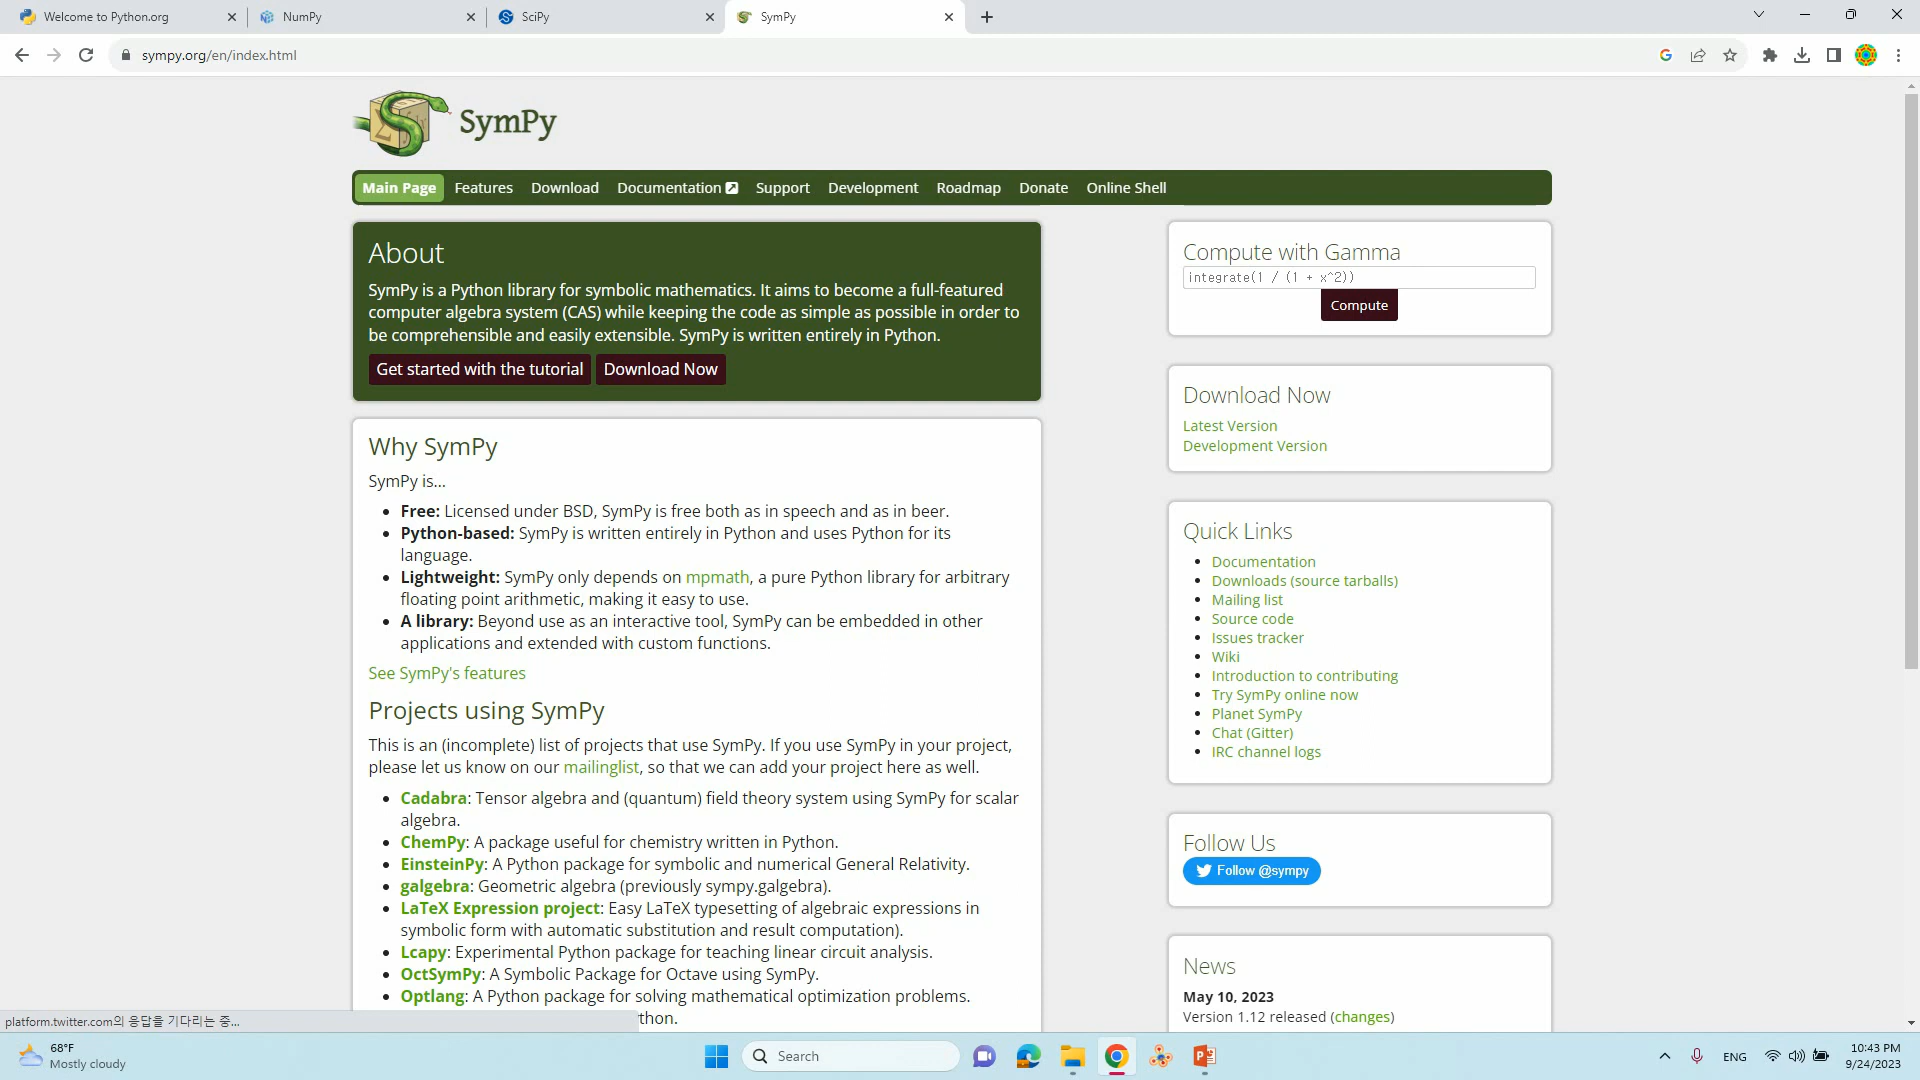 Welcome to Python.org
NumPy
SciPy
SymPy
sympy.org/en/index.html
SymPy
Main Page
Features
Download
Documentation
Support
Development
Roadmap
Donate
Online Shell
About
SymPy is a Python library for symbolic mathematics. It aims to become a full-featured
computer algebra system (CAS) while keeping the code as simple as possible in order to
be comprehensible and easily extensible. SymPy is written entirely in Python.
Get started with the tutorial
Download Now
Why SymPy
SymPy is...
Free: Licensed under BSD, SymPy is free both as in speech and as in beer.
Python-based: SymPy is written entirely in Python and uses Python for its
language.
Lightweight: SymPy only depends on mpmath, a pure Python library for arbitrary
floating point arithmetic, making it easy to use.
A library: Beyond use as an interactive tool, SymPy can be embedded in other
applications and extended with custom functions.
See SymPy's features
Projects using SymPy
This is an (incomplete) list of projects that use SymPy. If you use SymPy in your project,
please let us know on our mailinglist, so that we can add your project here as well.
Cadabra: Tensor algebra and (quantum) field theory system using SymPy for scalar
algebra.
ChemPy: A package useful for chemistry written in Python.
EinsteinPy: A Python package for symbolic and numerical General Relativity.
galgebra: Geometric algebra (previously sympy.galgebra).
LaTeX Expression project: Easy LaTeX typesetting of algebraic expressions in
symbolic form with automatic substitution and result computation).
Lcapy: Experimental Python package for teaching linear circuit analysis.
OctSymPy: A Symbolic Package for Octave using SymPy.
Optlang: A Python package for solving mathematical optimization problems.
thon.
Compute with Gamma
integrate(1 / (1 + x^2))
Compute
Download Now
Latest Version
Development Version
Quick Links
Documentation
Downloads (source tarballs)
Mailing list
Source code
Issues tracker
Wiki
Introduction to contributing
Try SymPy online now
Planet SymPy
Chat (Gitter)
IRC channel logs
Follow Us
Follow @sympy
News
May 10, 2023
Version 1.12 released (changes)
platform.twitter.com의 응답을 기다리는 중...
68°F
Mostly cloudy
Search
ENG
10:43 PM
9/24/2023